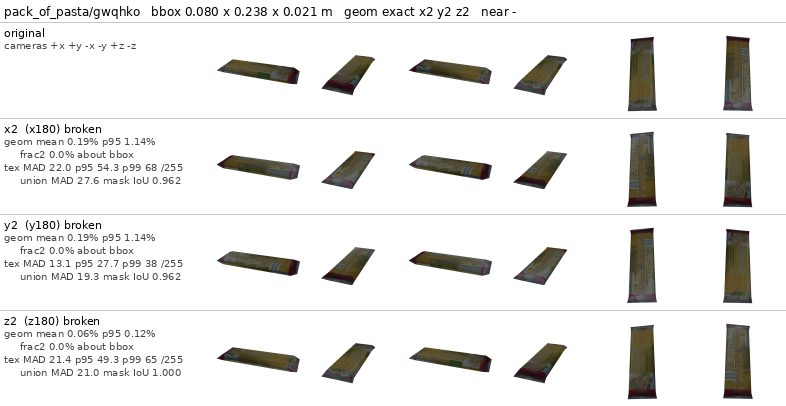 pack_of_pasta/gwqhko bbox 0.080 x 0.238 x 0.021 m geom exact x2 y2 z2 near -
original
cameras +x +y -x -y +z -z
x2 (x180) broken
geom mean 0.19% p95 1.14%
frac2 0.0% about bbox
tex MAD 22.0 p95 54.3 p99 68 /255
union MAD 27.6 mask IoU 0.962
y2 (y180) broken
geom mean 0.19% p95 1.14%
frac2 0.0% about bbox
tex MAD 13.1 p95 27.7 p99 38 /255
union MAD 19.3 mask IoU 0.962
z2 (z180) broken
geom mean 0.06% p95 0.12%
frac2 0.0% about bbox
tex MAD 21.4 p95 49.3 p99 65 /255
union MAD 21.0 mask IoU 1.000